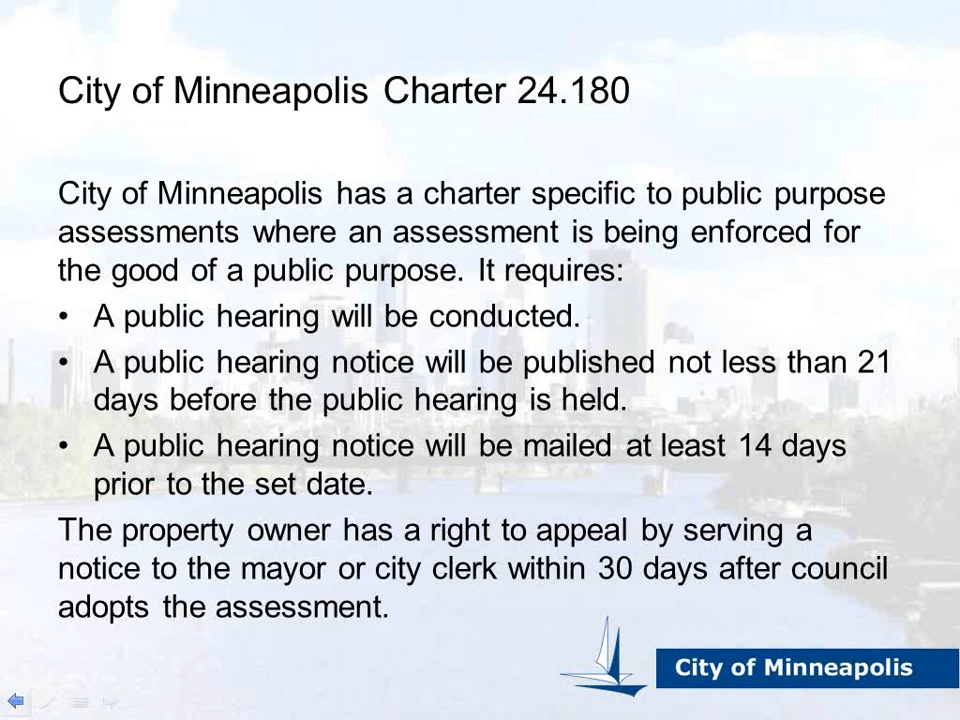 City of Minneapolis Charter 24.180
City of Minneapolis has a charter specific to public purpose
assessments where an assessment is being enforced for
the good of a public purpose. It requires:
• A public hearing will be conducted.
• A public hearing notice will be published not less than 21
days before the public hearing is held.
• A public hearing notice will be mailed at least 14 days
prior to the set date.
The property owner has a right to appeal by serving a
notice to the mayor or city clerk within 30 days after council
adopts the assessment.
City of Minneapolis